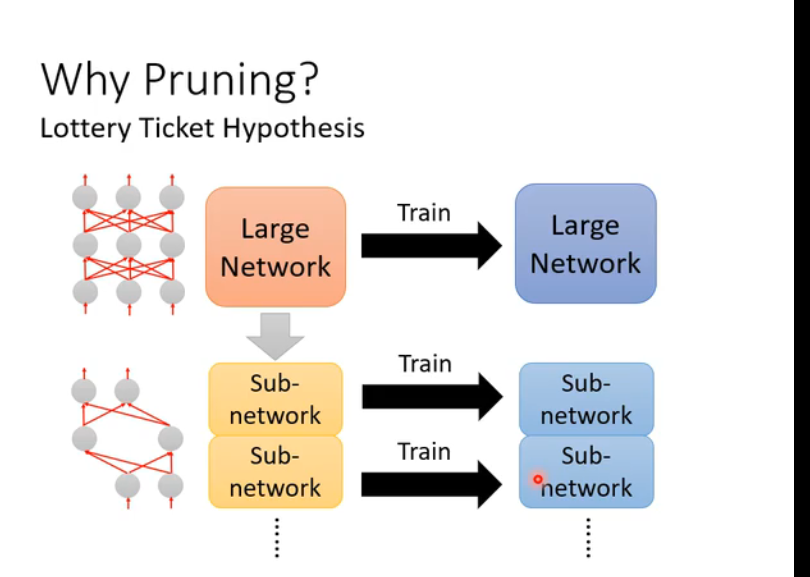 Why Pruning?
Lottery Ticket Hypothesis
Large
Network
Train
Large
Network
Sub-
network
Train
Sub-
network
Sub-
network
Train
Sub-
network